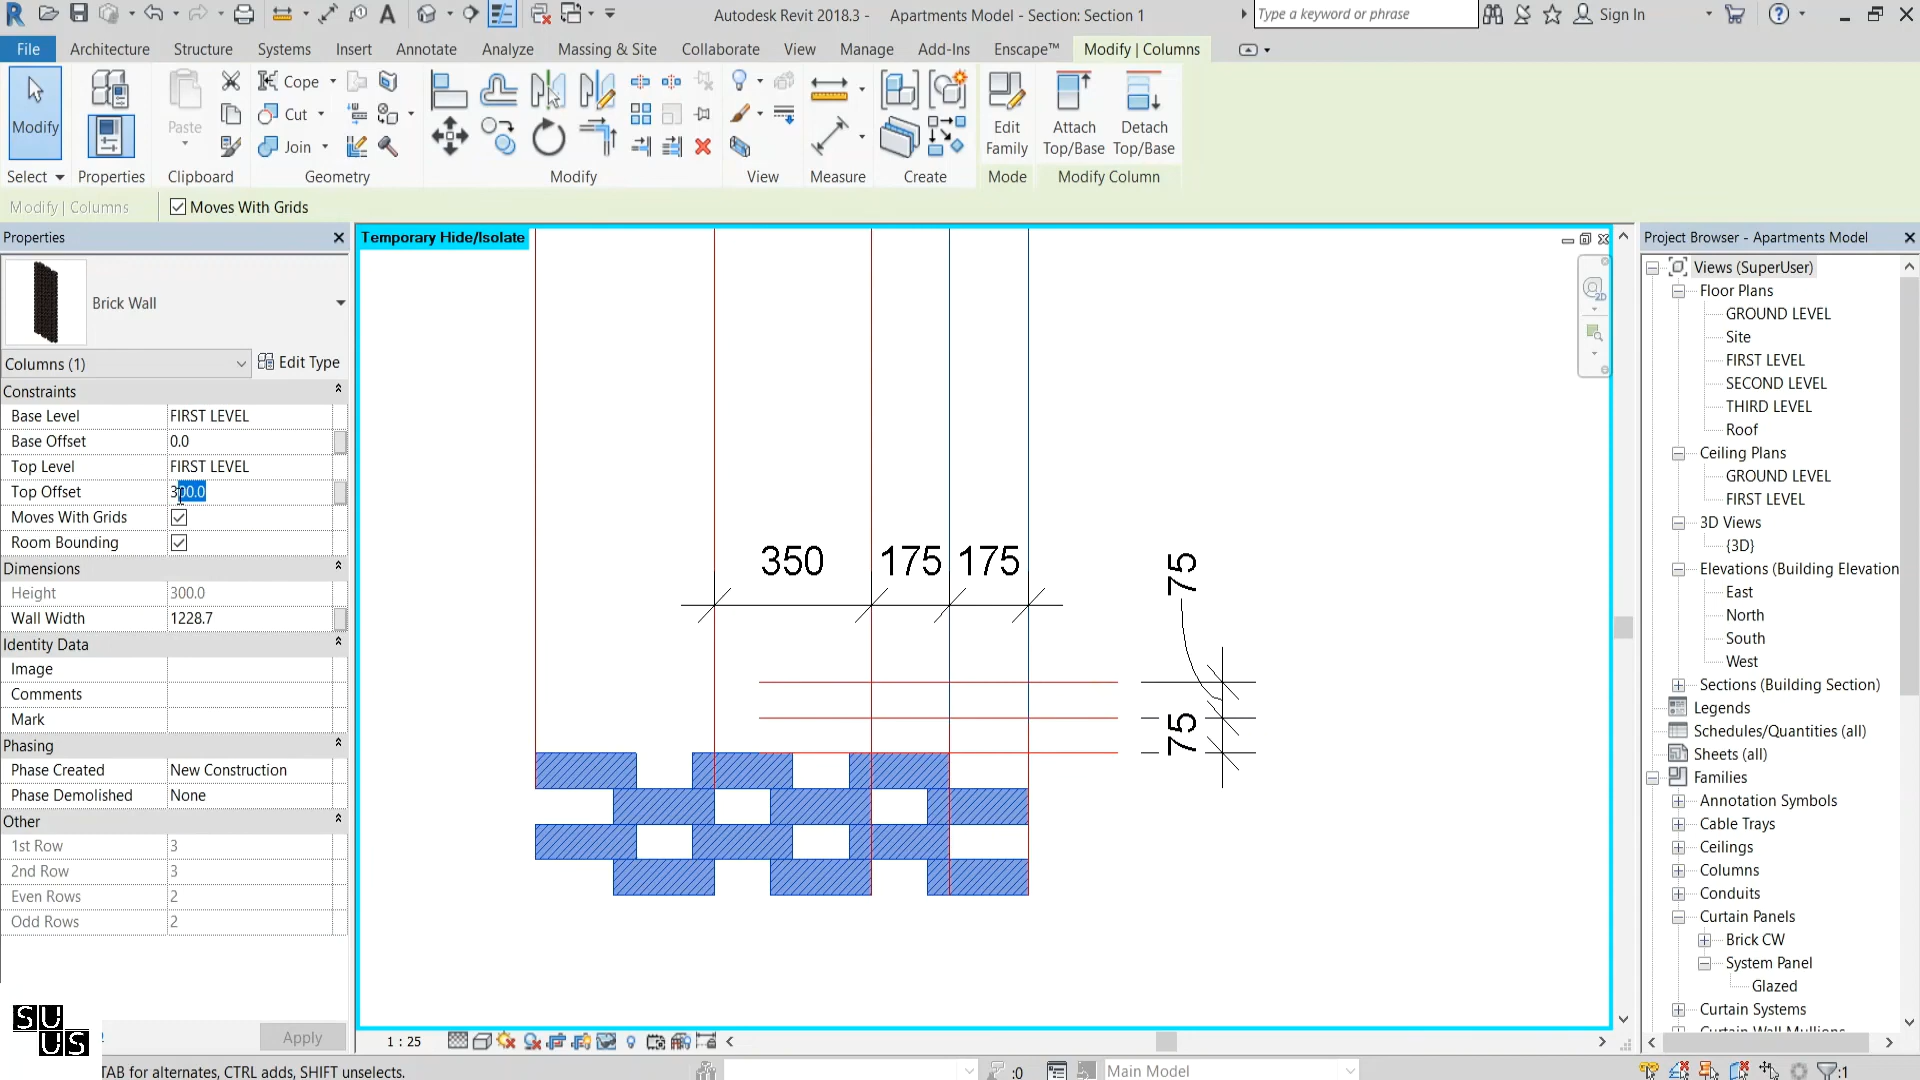 Autodesk Revit 2018.3 - Apartments Model - Section: Section 1
Type a keyword or phrase
Sign In
File Architecture Structure Systems Insert Annotate Analyze Massing & Site Collaborate View Manage Add-Ins Enscape™ Modify | Columns
Modify
Paste
Cope
Cut
Join
Edit Family
Attach Top/Base
Detach Top/Base
Select Properties Clipboard Geometry Modify View Measure Create Mode Modify Column
Modify | Columns Moves With Grids
Properties
Brick Wall
Columns (1) Edit Type
Constraints
Base Level FIRST LEVEL
Base Offset 0.0
Top Level FIRST LEVEL
Top Offset 300.0
Moves With Grids
Room Bounding
Dimensions
Height 300.0
Wall Width 1228.7
Identity Data
Image
Comments
Mark
Phasing
Phase Created New Construction
Phase Demolished None
Other
1st Row 3
2nd Row 3
Even Rows 2
Odd Rows 2
Apply
SU
US
Temporary Hide/Isolate
2D
350 175 175
75
75
1 : 25
Project Browser - Apartments Model
Views (SuperUser)
Floor Plans
GROUND LEVEL
Site
FIRST LEVEL
SECOND LEVEL
THIRD LEVEL
Roof
Ceiling Plans
GROUND LEVEL
FIRST LEVEL
3D Views
{3D}
Elevations (Building Elevation
East
North
South
West
Sections (Building Section)
Legends
Schedules/Quantities (all)
Sheets (all)
Families
Annotation Symbols
Cable Trays
Ceilings
Columns
Conduits
Curtain Panels
Brick CW
System Panel
Glazed
Curtain Systems
Curtain Wall Mullions
TAB for alternates, CTRL adds, SHIFT unselects.
:0
Main Model
:1